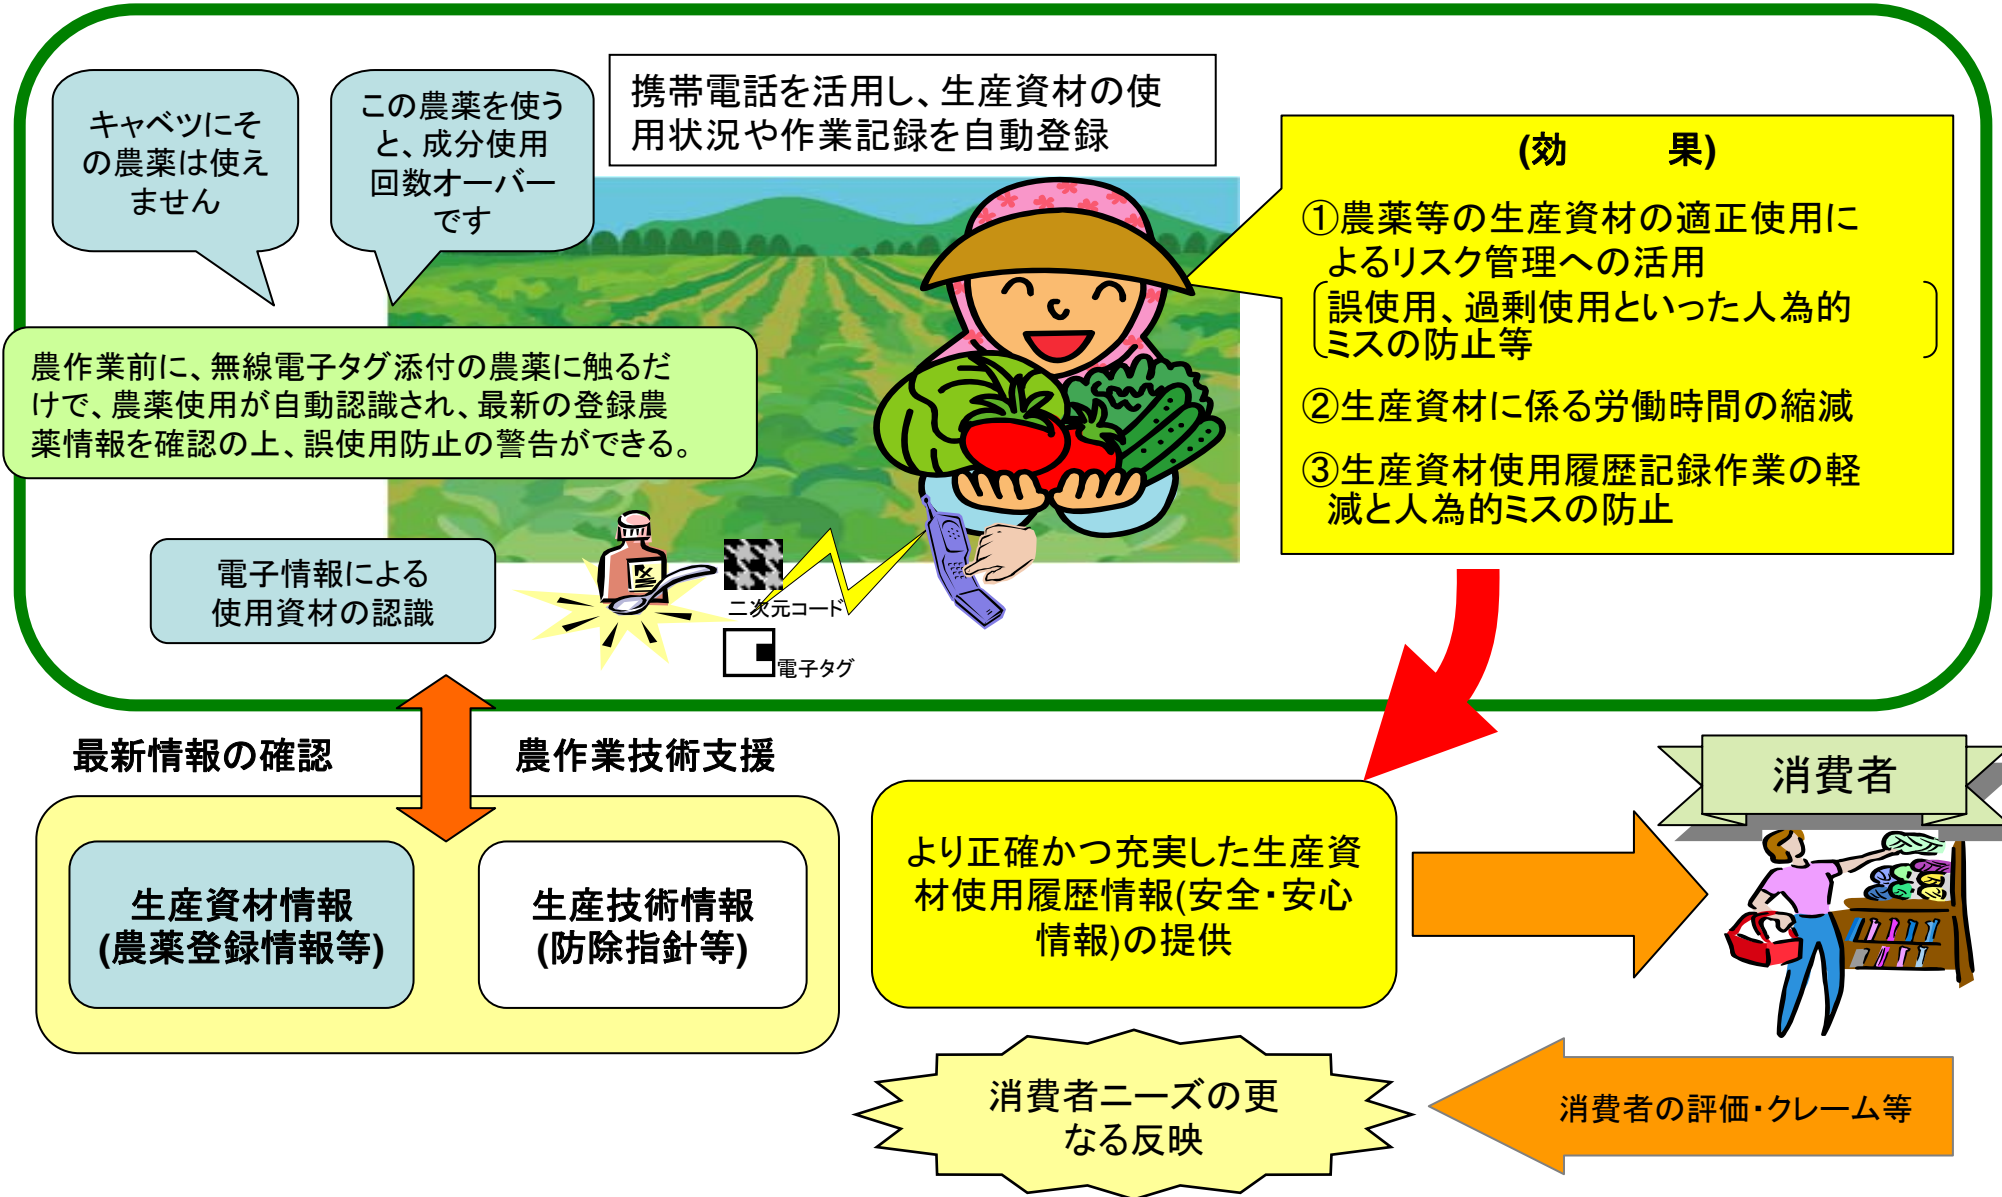 キャベツにそ
の農薬は使え
ません
この農薬を使う
と、成分使用
回数オーバー
です
携帯電話を活用し、生産資材の使
用状況や作業記録を自動登録
(効　　果)
①農薬等の生産資材の適正使用に
よるリスク管理への活用
誤使用、過剰使用といった人為的
ミスの防止等
②生産資材に係る労働時間の縮減
③生産資材使用履歴記録作業の軽
減と人為的ミスの防止
農作業前に、無線電子タグ添付の農薬に触るだ
けで、農薬使用が自動認識され、最新の登録農
薬情報を確認の上、誤使用防止の警告ができる。
電子情報による
使用資材の認識
二次元コード
電子タグ
最新情報の確認
農作業技術支援
生産資材情報
(農薬登録情報等)
生産技術情報
(防除指針等)
より正確かつ充実した生産資
材使用履歴情報(安全・安心
情報)の提供
消費者
消費者ニーズの更
なる反映
消費者の評価・クレーム等